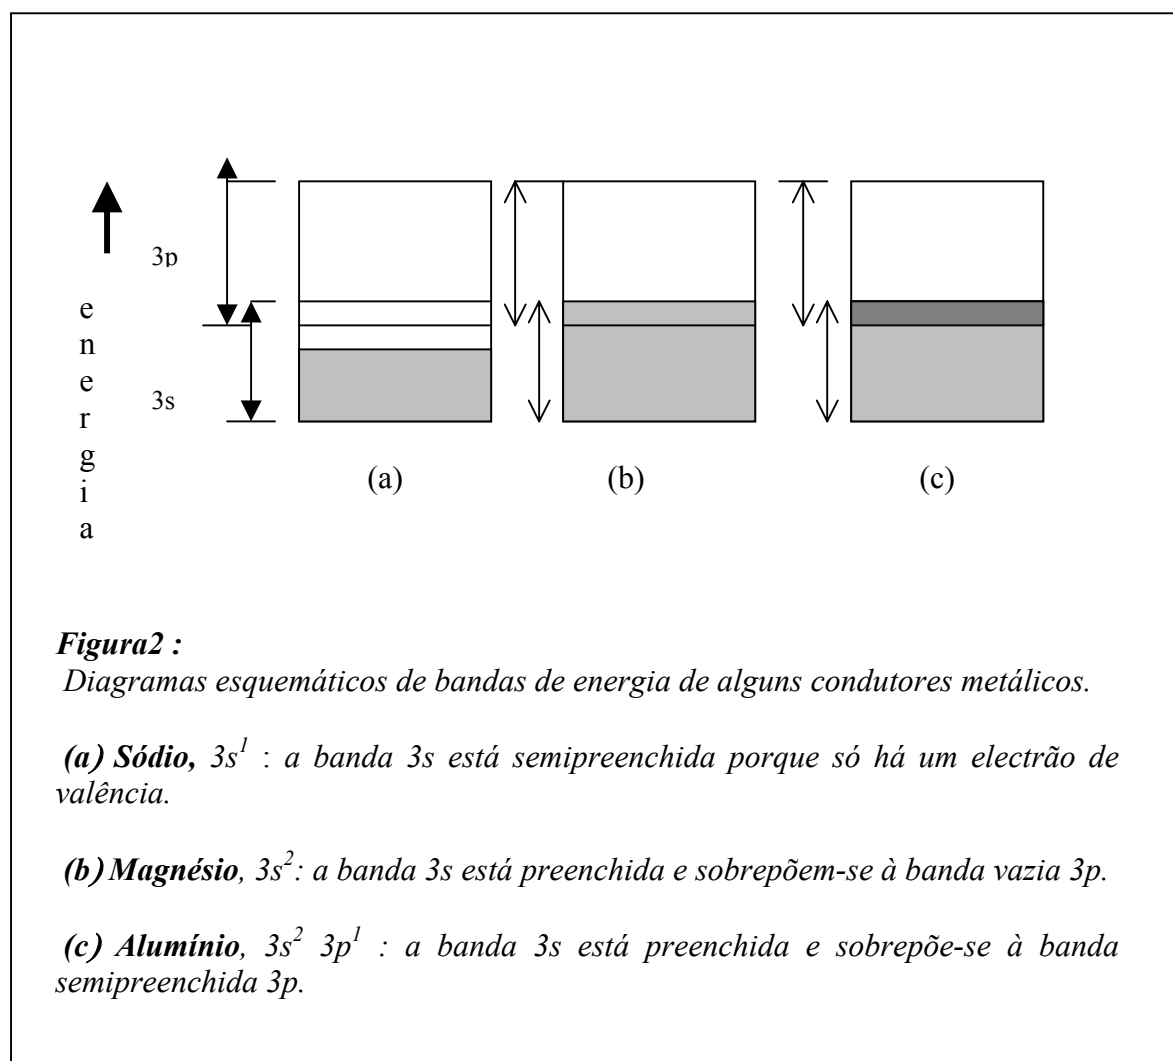 3p
3s
e
n
e
r
g
i
a
(a)
(b)
(c)
Figura2 :
Diagramas esquemáticos de bandas de energia de alguns condutores metálicos.
(a) Sódio, 3s¹ : a banda 3s está semipreenchida porque só há um electrão de
valência.
(b) Magnésio, 3s²: a banda 3s está preenchida e sobrepõem-se à banda vazia 3p.
(c) Alumínio, 3s² 3p¹ : a banda 3s está preenchida e sobrepõe-se à banda
semipreenchida 3p.